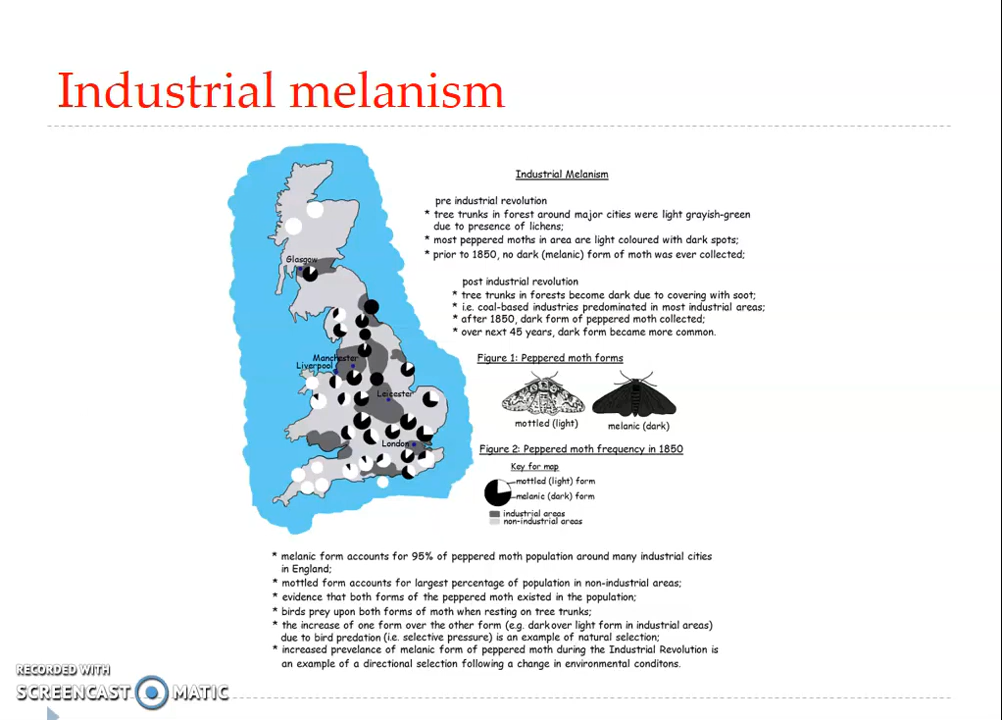 Industrial melanism
Industrial Melanism
pre industrial revolution
* tree trunks in forest around major cities were light grayish-green
due to presence of lichens;
* most peppered moths in area are light coloured with dark spots;
* prior to 1850, no dark (melanic) form of moth was ever collected;
post industrial revolution
* tree trunks in forests become dark due to covering with soot;
* i.e. coal-based industries predominated in most industrial areas;
* after 1850, dark form of peppered moth collected;
* over next 45 years, dark form became more common.
Glasgow
Manchester
Liverpool
Leicester
London
Figure 1: Peppered moth forms
mottled (light)
melanic (dark)
Figure 2: Peppered moth frequency in 1850
Key for map
mottled (light) form
melanic (dark) form
industrial areas
non-industrial areas
* melanic form accounts for 95% of peppered moth population around many industrial cities
in England;
* mottled form accounts for largest percentage of population in non-industrial areas;
* evidence that both forms of the peppered moth existed in the population;
* birds prey upon both forms of moth when resting on tree trunks;
* the increase of one form over the other form (e.g. dark over light form in industrial areas)
due to bird predation (i.e. selective pressure) is an example of natural selection;
* increased prevelance of melanic form of peppered moth during the Industrial Revolution is
an example of a directional selection following a change in environmental conditons.
RECORDED WITH
SCREENCAST MATIC